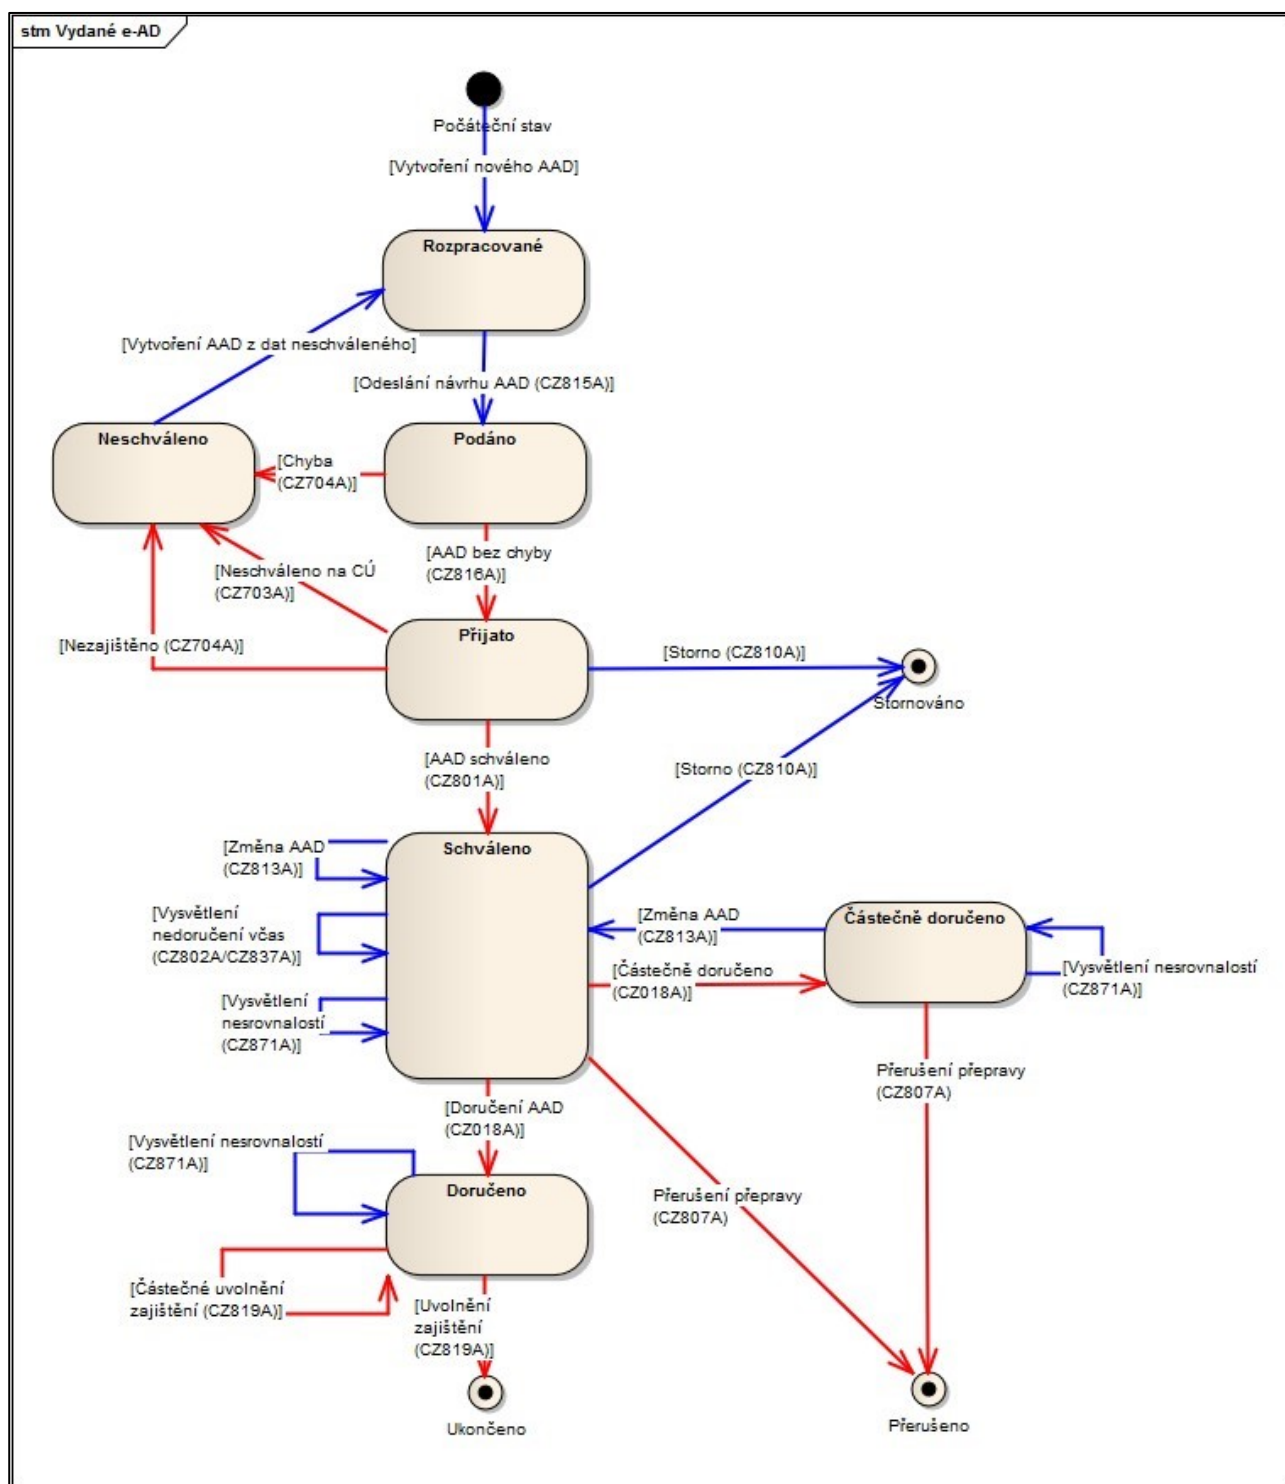 stm Vydané e-AD
Počáteční stav
[Vytvoření nového AAD]
Rozpracované
[Vytvoření AAD z dat neschváleného]
[Odeslání návrhu AAD (CZ815A)]
Neschváleno
Podáno
[Chyba
(CZ704A)]
[AAD bez chyby
(CZ816A)]
[Neschváleno na CÚ
(CZ703A)]
[Nezajištěno (CZ704A)]
Přijato
[Storno (CZ810A)]
Stornováno
[AAD schváleno
(CZ801A)]
[Storno (CZ810A)]
Schváleno
[Změna AAD
(CZ813A)]
[Vysvětlení
nedoručení včas
(CZ802A/CZ837A)]
[Vysvětlení
nesrovnalostí
(CZ871A)]
[Změna AAD
(CZ813A)]
Částečně doručeno
[Částečně doručeno
(CZ018A)]
[Vysvětlení nesrovnalostí
(CZ871A)]
Přerušení přepravy
(CZ807A)
[Doručení AAD
(CZ018A)]
[Vysvětlení nesrovnalostí
(CZ871A)]
Doručeno
Přerušení přepravy
(CZ807A)
[Částečné uvolnění
zajištění (CZ819A)]
[Uvolnění
zajištění
(CZ819A)]
Ukončeno
Přerušeno